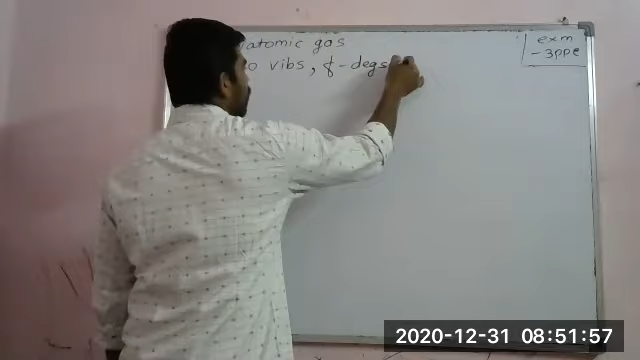 atomic gas
vibs, f-degs
exm
-3ppe
2020-12-31 08:51:57